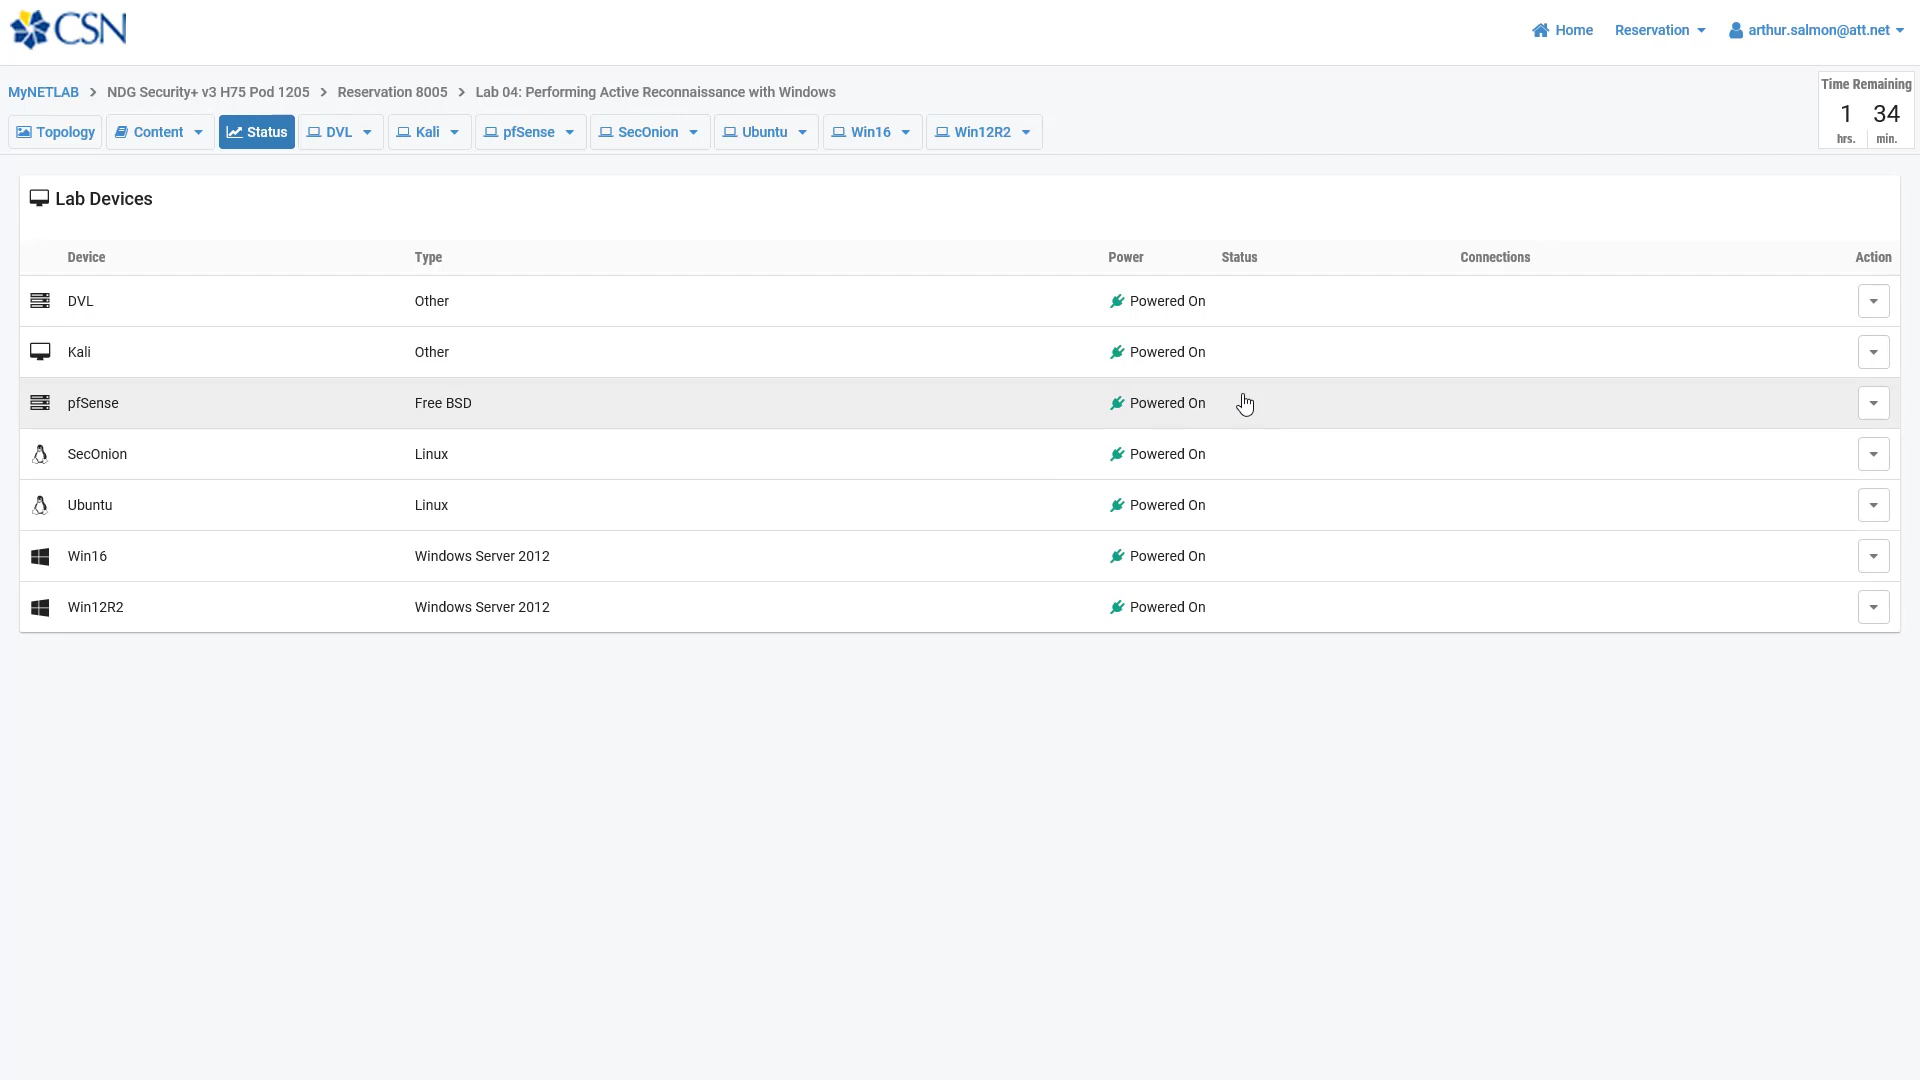 CSN
Home
Reservation
arthur.salmon@att.net
MyNETLAB > NDG Security+ v3 H75 Pod 1205 > Reservation 8005 > Lab 04: Performing Active Reconnaissance with Windows
Time Remaining
1 34
hrs. min.
Topology Content Status DVL Kali pfSense SecOnion Ubuntu Win16 Win12R2
Lab Devices
Device Type Power Status Connections Action
DVL Other Powered On
Kali Other Powered On
pfSense Free BSD Powered On
SecOnion Linux Powered On
Ubuntu Linux Powered On
Win16 Windows Server 2012 Powered On
Win12R2 Windows Server 2012 Powered On